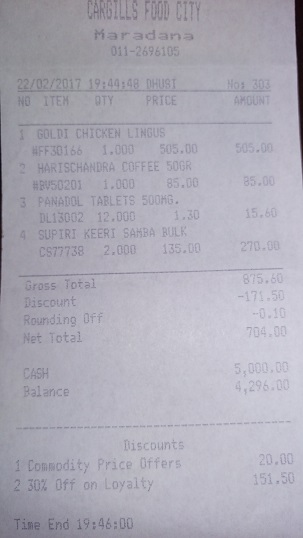 CARGILLS FOOD CITY
Maradana
011-2696105
22/02/2017 19:44:48 DHUSI No: 303
NO ITEM QTY PRICE AMOUNT
1 GOLDI CHICKEN LINGUS
#FF30166 1.000 505.00 505.00
2 HARISCHANDRA COFFEE 50GR
#BV50201 1.000 85.00 85.00
3 PANADOL TABLETS 500MG.
DL13002 12.000 1.30 15.60
4 SUPIRI KEERI SAMBA BULK
CS77738 2.000 135.00 270.00
Gross Total 875.60
Discount -171.50
Rounding Off -0.10
Net Total 704.00
CASH 5,000.00
Balance 4,296.00
Discounts
1 Commodity Price Offers 20.00
2 30% Off on Loyalty 151.50
Time End 19:46:00